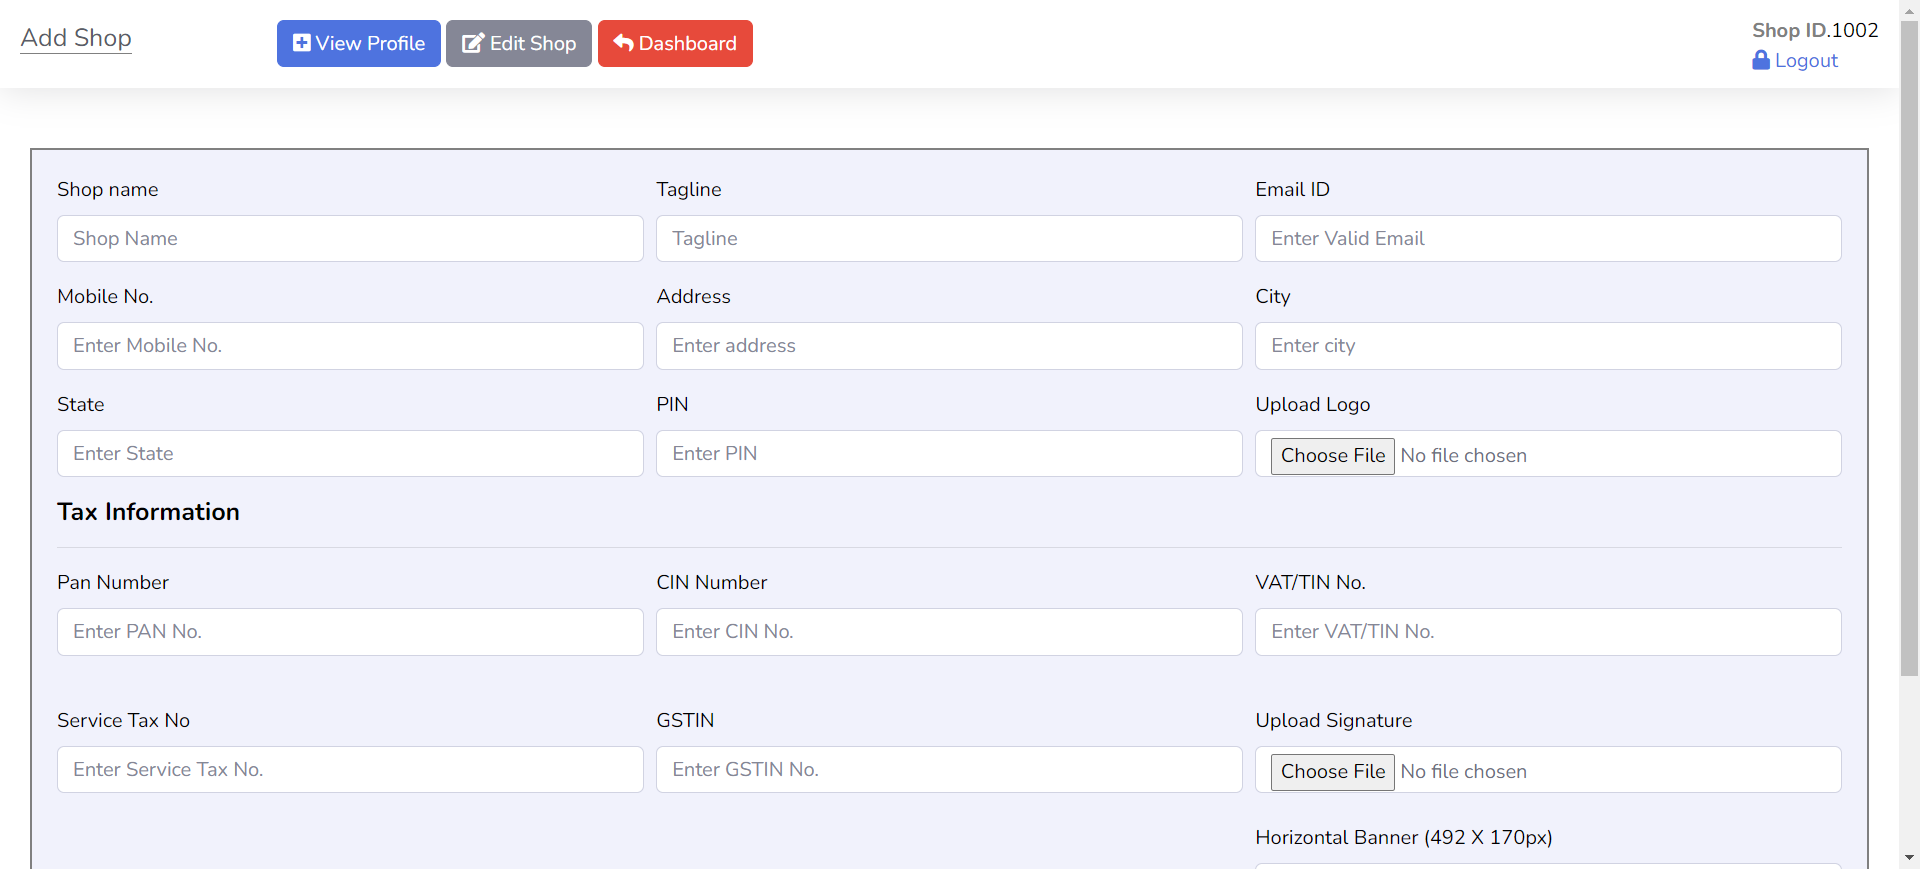 Add Shop
View Profile
Edit Shop
Dashboard
Shop ID.1002
Logout
Shop name
Tagline
Email ID
Shop Name
Tagline
Enter Valid Email
Mobile No.
Address
City
Enter Mobile No.
Enter address
Enter city
State
PIN
Upload Logo
Enter State
Enter PIN
Choose File No file chosen
Tax Information
Pan Number
CIN Number
VAT/TIN No.
Enter PAN No.
Enter CIN No.
Enter VAT/TIN No.
Service Tax No
GSTIN
Upload Signature
Enter Service Tax No.
Enter GSTIN No.
Choose File No file chosen
Horizontal Banner (492 X 170px)